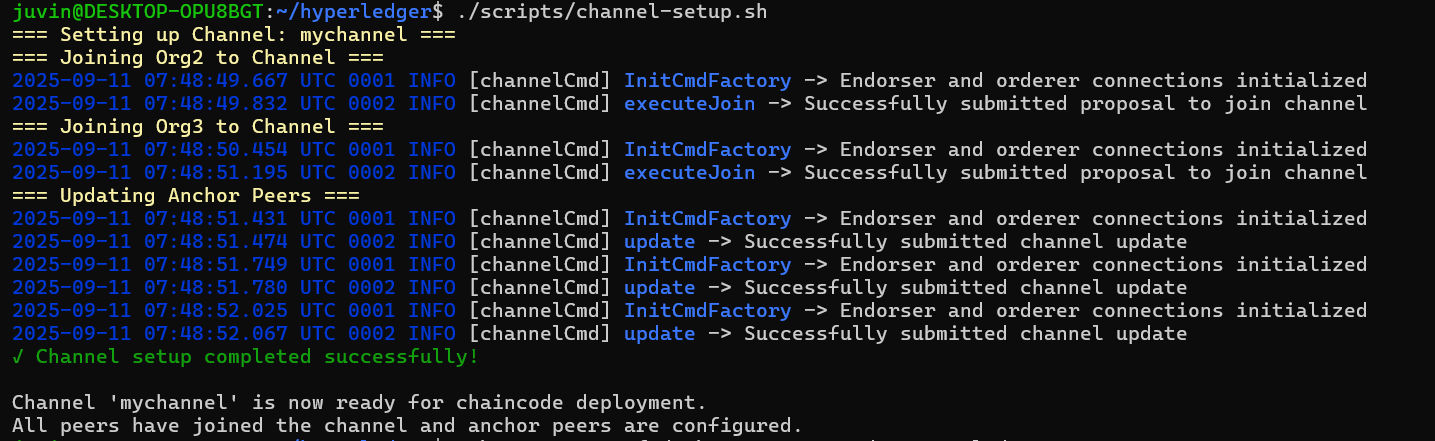 juvin@DESKTOP-OPU8BGT:~/hyperledger$ ./scripts/channel-setup.sh
=== Setting up Channel: mychannel ===
=== Joining Org2 to Channel ===
2025-09-11 07:48:49.667 UTC 0001 INFO [channelCmd] InitCmdFactory -> Endorser and orderer connections initialized
2025-09-11 07:48:49.832 UTC 0002 INFO [channelCmd] executeJoin -> Successfully submitted proposal to join channel
=== Joining Org3 to Channel ===
2025-09-11 07:48:50.454 UTC 0001 INFO [channelCmd] InitCmdFactory -> Endorser and orderer connections initialized
2025-09-11 07:48:51.195 UTC 0002 INFO [channelCmd] executeJoin -> Successfully submitted proposal to join channel
=== Updating Anchor Peers ===
2025-09-11 07:48:51.431 UTC 0001 INFO [channelCmd] InitCmdFactory -> Endorser and orderer connections initialized
2025-09-11 07:48:51.474 UTC 0002 INFO [channelCmd] update -> Successfully submitted channel update
2025-09-11 07:48:51.749 UTC 0001 INFO [channelCmd] InitCmdFactory -> Endorser and orderer connections initialized
2025-09-11 07:48:51.780 UTC 0002 INFO [channelCmd] update -> Successfully submitted channel update
2025-09-11 07:48:52.025 UTC 0001 INFO [channelCmd] InitCmdFactory -> Endorser and orderer connections initialized
2025-09-11 07:48:52.067 UTC 0002 INFO [channelCmd] update -> Successfully submitted channel update
√ Channel setup completed successfully!
Channel 'mychannel' is now ready for chaincode deployment.
All peers have joined the channel and anchor peers are configured.